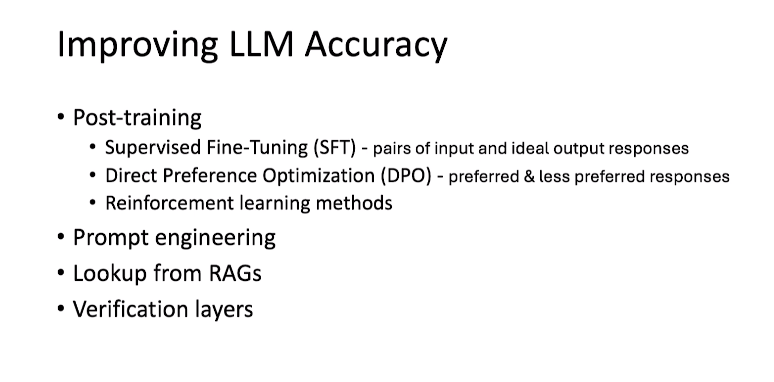 Improving LLM Accuracy
• Post-training
• Supervised Fine-Tuning (SFT) - pairs of input and ideal output responses
• Direct Preference Optimization (DPO) - preferred & less preferred responses
• Reinforcement learning methods
• Prompt engineering
• Lookup from RAGs
• Verification layers